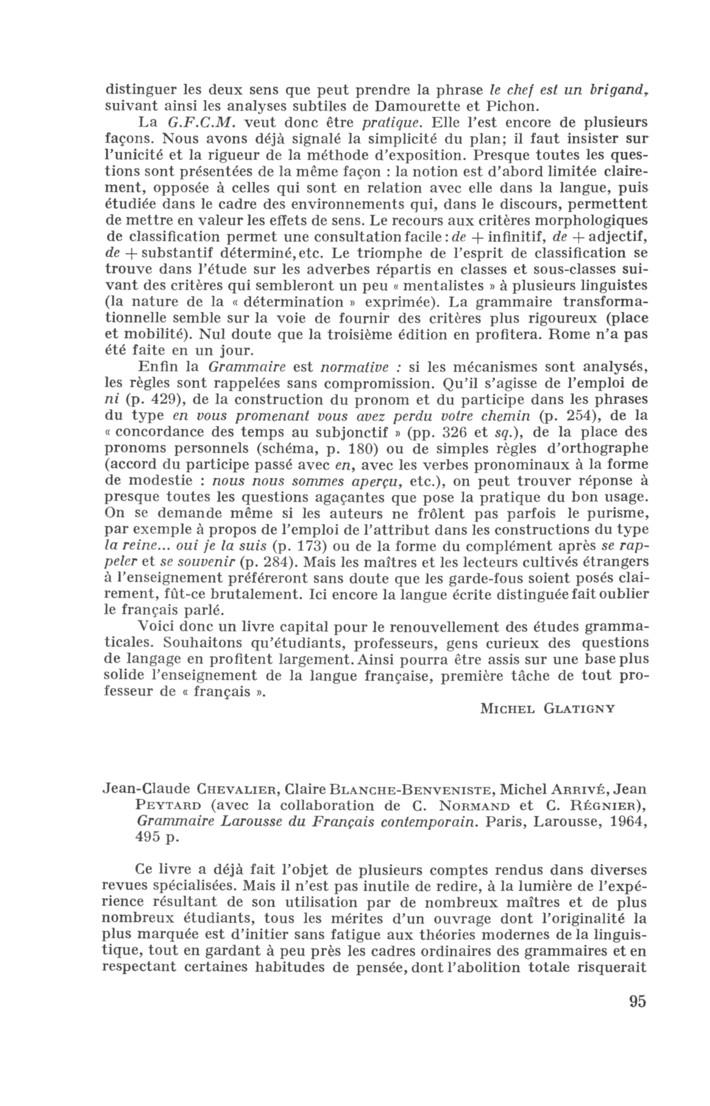 distinguer les deux sens que peut prendre la phrase le chef est un brigand,
suivant ainsi les analyses subtiles de Damourette et Pichon.
La G.F.C.M. veut donc être pratique. Elle l'est encore de plusieurs
façons. Nous avons déjà signalé la simplicité du plan; il faut insister sur
l'unicité et la rigueur de la méthode d'exposition. Presque toutes les ques-
tions sont présentées de la même façon : la notion est d'abord limitée claire-
ment, opposée à celles qui sont en relation avec elle dans la langue, puis
étudiée dans le cadre des environnements qui, dans le discours, permettent
de mettre en valeur les effets de sens. Le recours aux critères morphologiques
de classification permet une consultation facile : de + infinitif, de + adjectif,
de + substantif déterminé, etc. Le triomphe de l'esprit de classification se
trouve dans l'étude sur les adverbes répartis en classes et sous-classes sui-
vant des critères qui sembleront un peu « mentalistes » à plusieurs linguistes
(la nature de la « détermination » exprimée). La grammaire transforma-
tionnelle semble sur la voie de fournir des critères plus rigoureux (place
et mobilité). Nul doute que la troisième édition en profitera. Rome n'a pas
été faite en un jour.
Enfin la Grammaire est normative : si les mécanismes sont analysés,
les règles sont rappelées sans compromission. Qu'il s'agisse de l'emploi de
ni (p. 429), de la construction du pronom et du participe dans les phrases
du type en vous promenant vous avez perdu votre chemin (p. 254), de la
« concordance des temps au subjonctif » (pp. 326 et sq.), de la place des
pronoms personnels (schéma, p. 180) ou de simples règles d'orthographe
(accord du participe passé avec en, avec les verbes pronominaux à la forme
de modestie : nous nous sommes aperçu, etc.), on peut trouver réponse à
presque toutes les questions agaçantes que pose la pratique du bon usage.
On se demande même si les auteurs ne frôlent pas parfois le purisme,
par exemple à propos de l'emploi de l'attribut dans les constructions du type
la reine... oui je la suis (p. 173) ou de la forme du complément après se rap-
peler et se souvenir (p. 284). Mais les maîtres et les lecteurs cultivés étrangers
à l'enseignement préféreront sans doute que les garde-fous soient posés clai-
rement, fût-ce brutalement. Ici encore la langue écrite distinguée fait oublier
le français parlé.
Voici donc un livre capital pour le renouvellement des études gramma-
ticales. Souhaitons qu'étudiants, professeurs, gens curieux des questions
de langage en profitent largement. Ainsi pourra être assis sur une base plus
solide l'enseignement de la langue française, première tâche de tout pro-
fesseur de « français ».
MICHEL GLATIGNY
Jean-Claude CHEVALIER, Claire BLANCHE-BENVENISTE, Michel ARRIVÉ, Jean
PEYTARD (avec la collaboration de C. NORMAND et C. RÉGNIER),
Grammaire Larousse du Français contemporain. Paris, Larousse, 1964,
495 p.
Ce livre a déjà fait l'objet de plusieurs comptes rendus dans diverses
revues spécialisées. Mais il n'est pas inutile de redire, à la lumière de l'expé-
rience résultant de son utilisation par de nombreux maîtres et de plus
nombreux étudiants, tous les mérites d'un ouvrage dont l'originalité la
plus marquée est d'initier sans fatigue aux théories modernes de la linguis-
tique, tout en gardant à peu près les cadres ordinaires des grammaires et en
respectant certaines habitudes de pensée, dont l'abolition totale risquerait
95